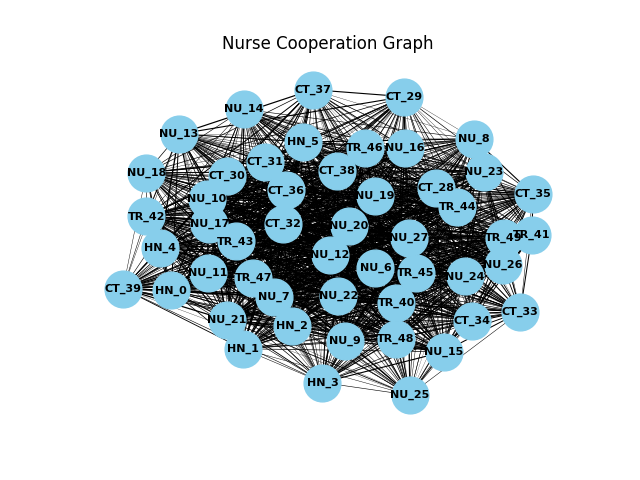 Nurse Cooperation Graph
CT_37
CT_29
NU_14
NU_13
NU_8
HN_5
TR_46
NU_16
CT_31
CT_38
NU_23
NU_18
CT_30
CT_36
CT_28
CT_35
NU_10
NU_19
TR_44
TR_42
NU_17
CT_32
NU_20
TR_43
NU_27
TR_49
TR_41
HN_4
NU_12
NU_26
NU_11
NU_6
TR_45
NU_24
TR_47
CT_39
HN_0
NU_7
NU_22
TR_40
CT_33
NU_21
HN_2
CT_34
NU_9
TR_48
HN_1
NU_15
HN_3
NU_25